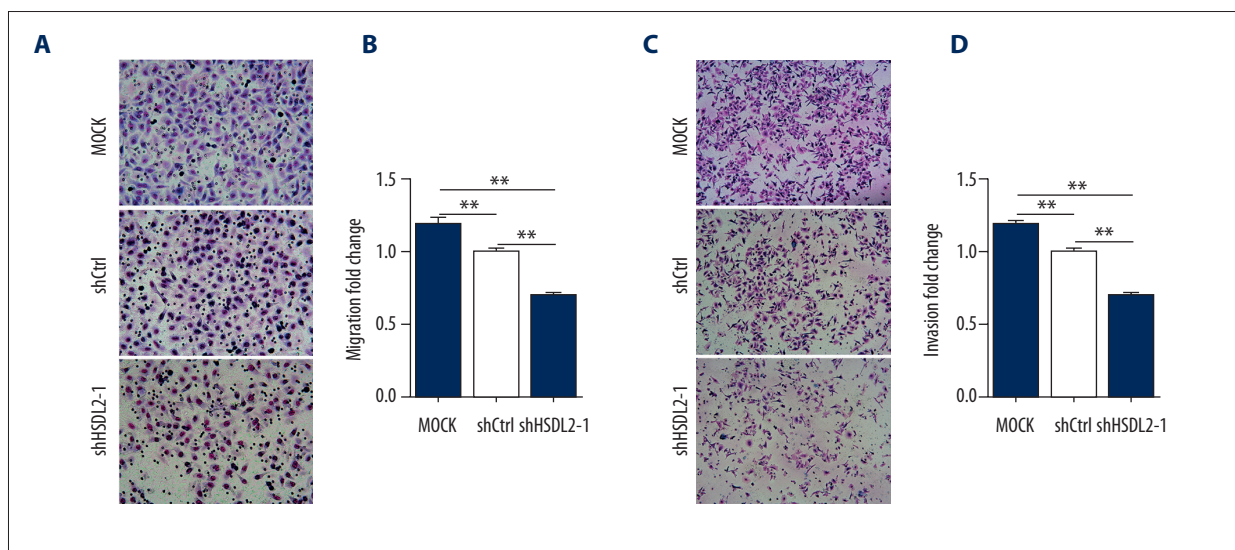 A
MOCK
shCtrl
shHSDL2-1
B
Migration fold change
1.5
1.0
0.5
0.0
**
**
**
MOCK shCtrl shHSDL2-1
C
MOCK
shCtrl
shHSDL2-1
D
Invasion fold change
1.5
1.0
0.5
0.0
**
**
**
MOCK shCtrl shHSDL2-1